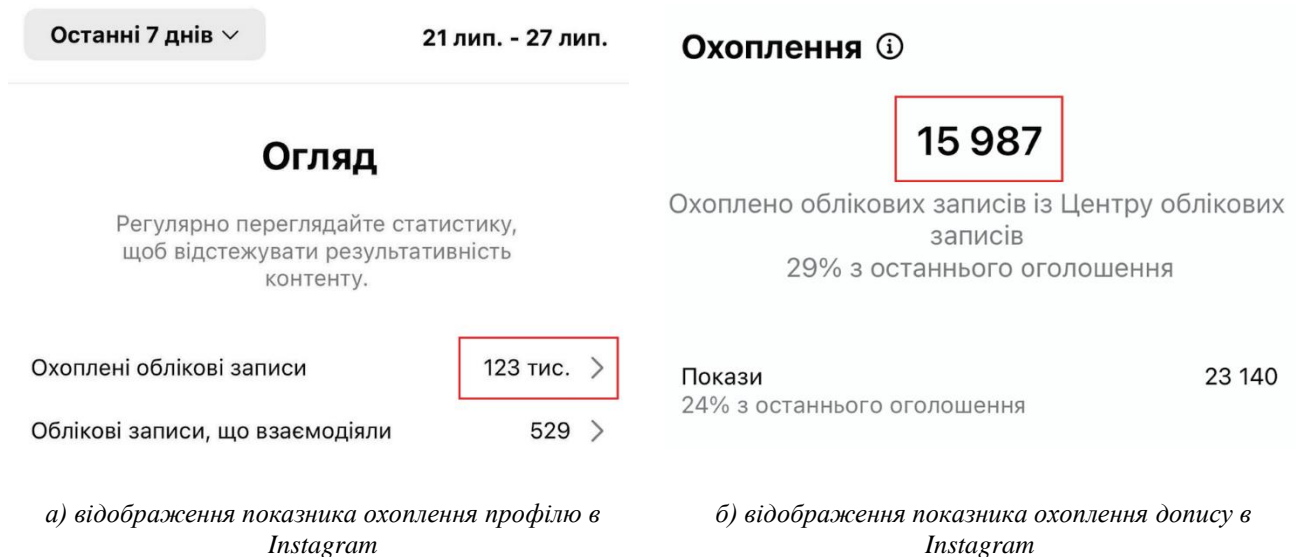 Останні 7 днів
21 лип. - 27 лип.
Огляд
Регулярно переглядайте статистику,
щоб відстежувати результативність
контенту.
Охоплені облікові записи
123 тис.
Облікові записи, що взаємодіяли
529
а) відображення показника охоплення профілю в
Instagram
Охоплення
15 987
Охоплено облікових записів із Центру облікових
записів
29% з останнього оголошення
Покази
23 140
24% з останнього оголошення
б) відображення показника охоплення допису в
Instagram